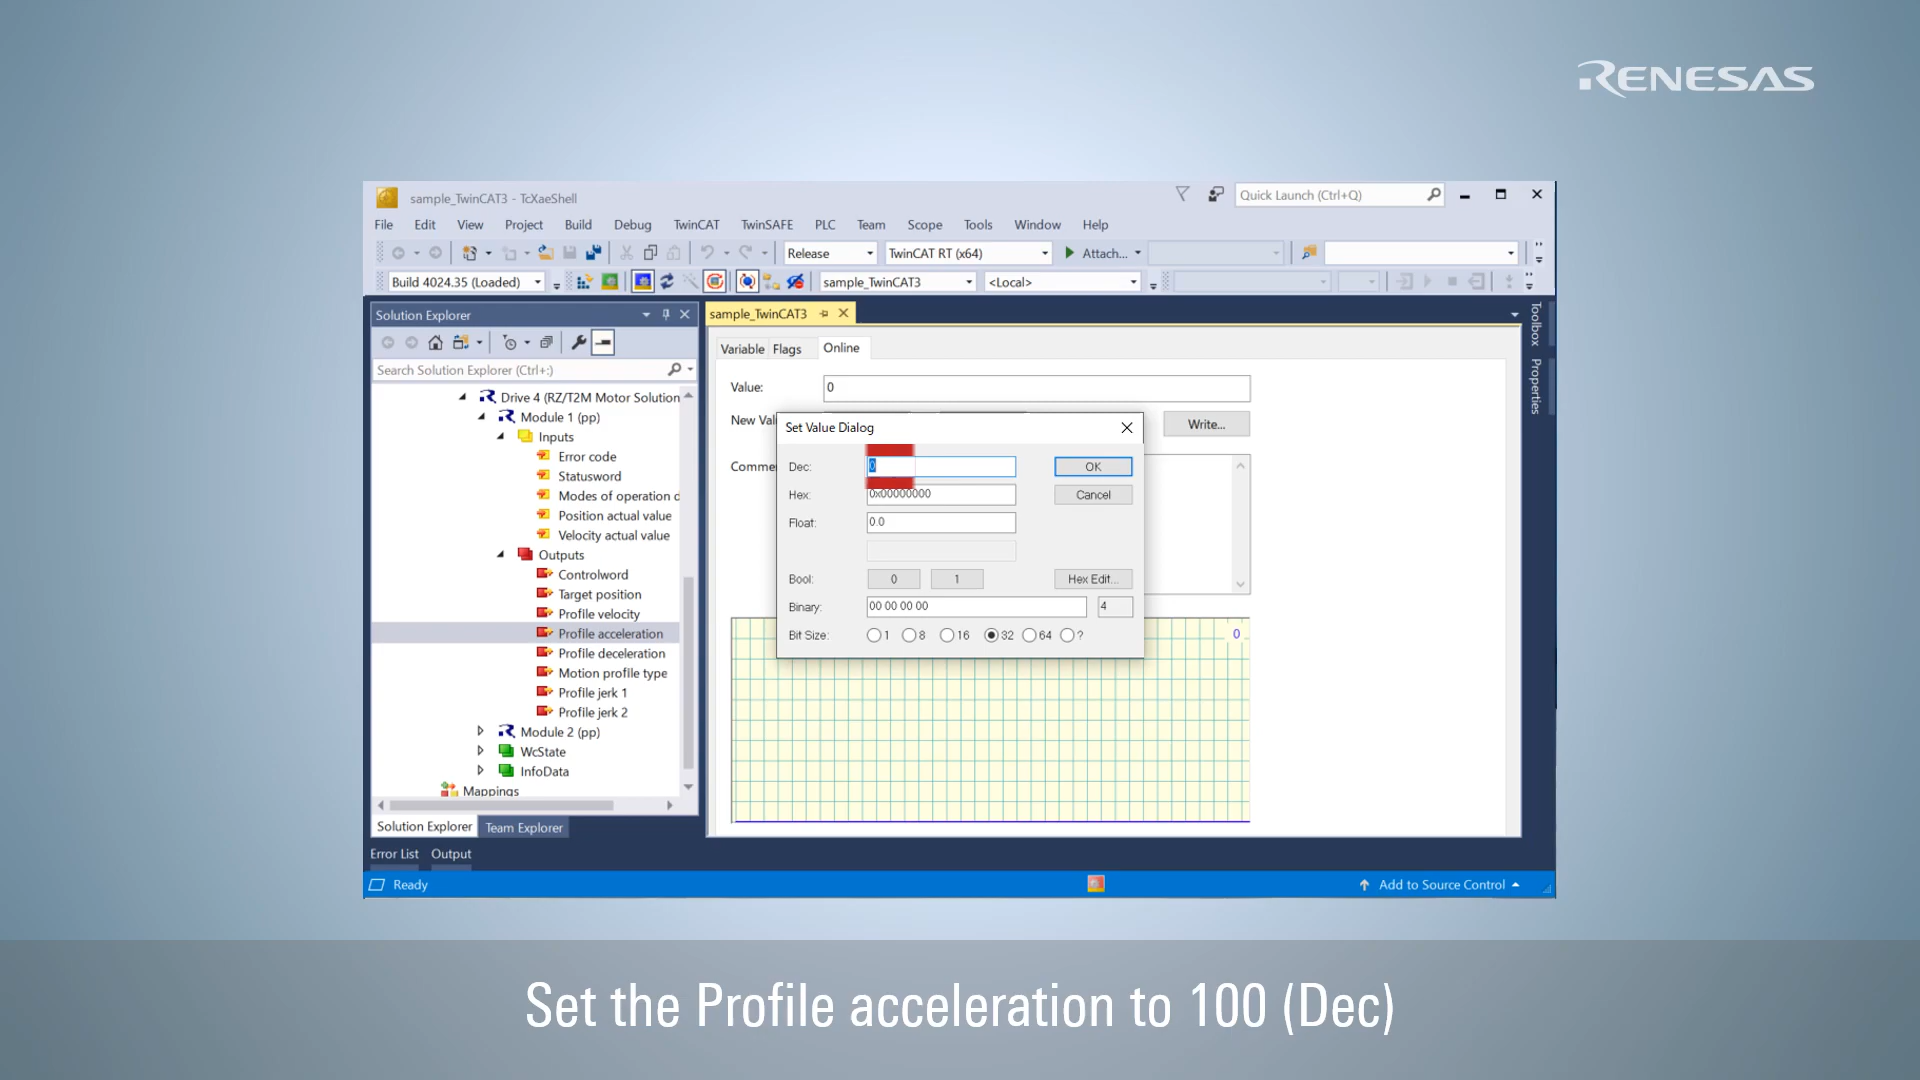 RENESAS
sample_TwinCAT3 - TcXaeShell
Quick Launch (Ctrl+Q)
File Edit View Project Build Debug TwinCAT TwinSAFE PLC Team Scope Tools Window Help
Release TwinCAT RT (x64) Attach...
Build 4024.35 (Loaded) sample_TwinCAT3 <Local>
Solution Explorer
Search Solution Explorer (Ctrl+:)
Drive 4 (RZ/T2M Motor Solution
Module 1 (pp)
Inputs
Error code
Statusword
Modes of operation d
Position actual value
Velocity actual value
Outputs
Controlword
Target position
Profile velocity
Profile acceleration
Profile deceleration
Motion profile type
Profile jerk 1
Profile jerk 2
Module 2 (pp)
WcState
InfoData
Mappings
Solution Explorer Team Explorer
sample_TwinCAT3
Variable Flags Online
Value: 0
New Val
Write...
Comme
Set Value Dialog
Dec: 0 OK
Hex: 0x00000000 Cancel
Float: 0.0
Bool: 0 1 Hex Edit...
Binary: 00 00 00 00 4
Bit Size: 1 8 16 32 64 ?
0
Toolbox
Properties
Error List Output
Ready
Add to Source Control
Set the Profile acceleration to 100 (Dec)